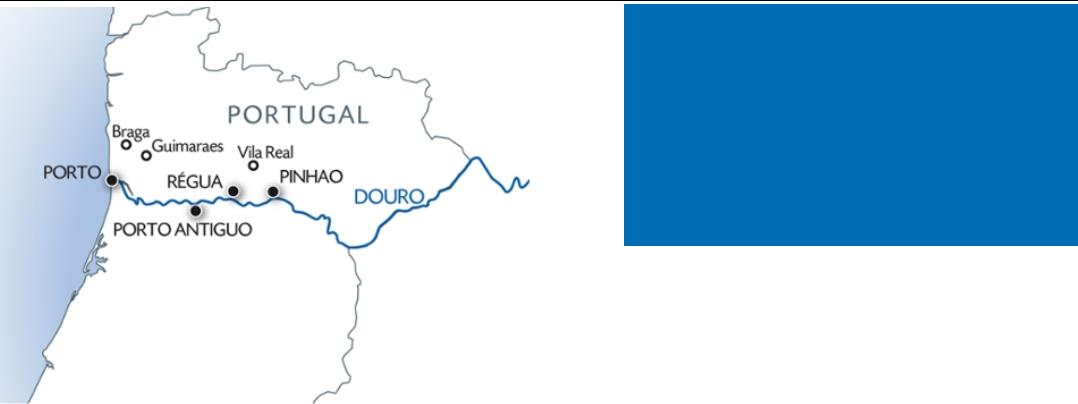 PORTUGAL
Braga
Guimaraes
Vila Real
PORTO
RÉGUA
PINHAO
DOURO
PORTO ANTIGUO